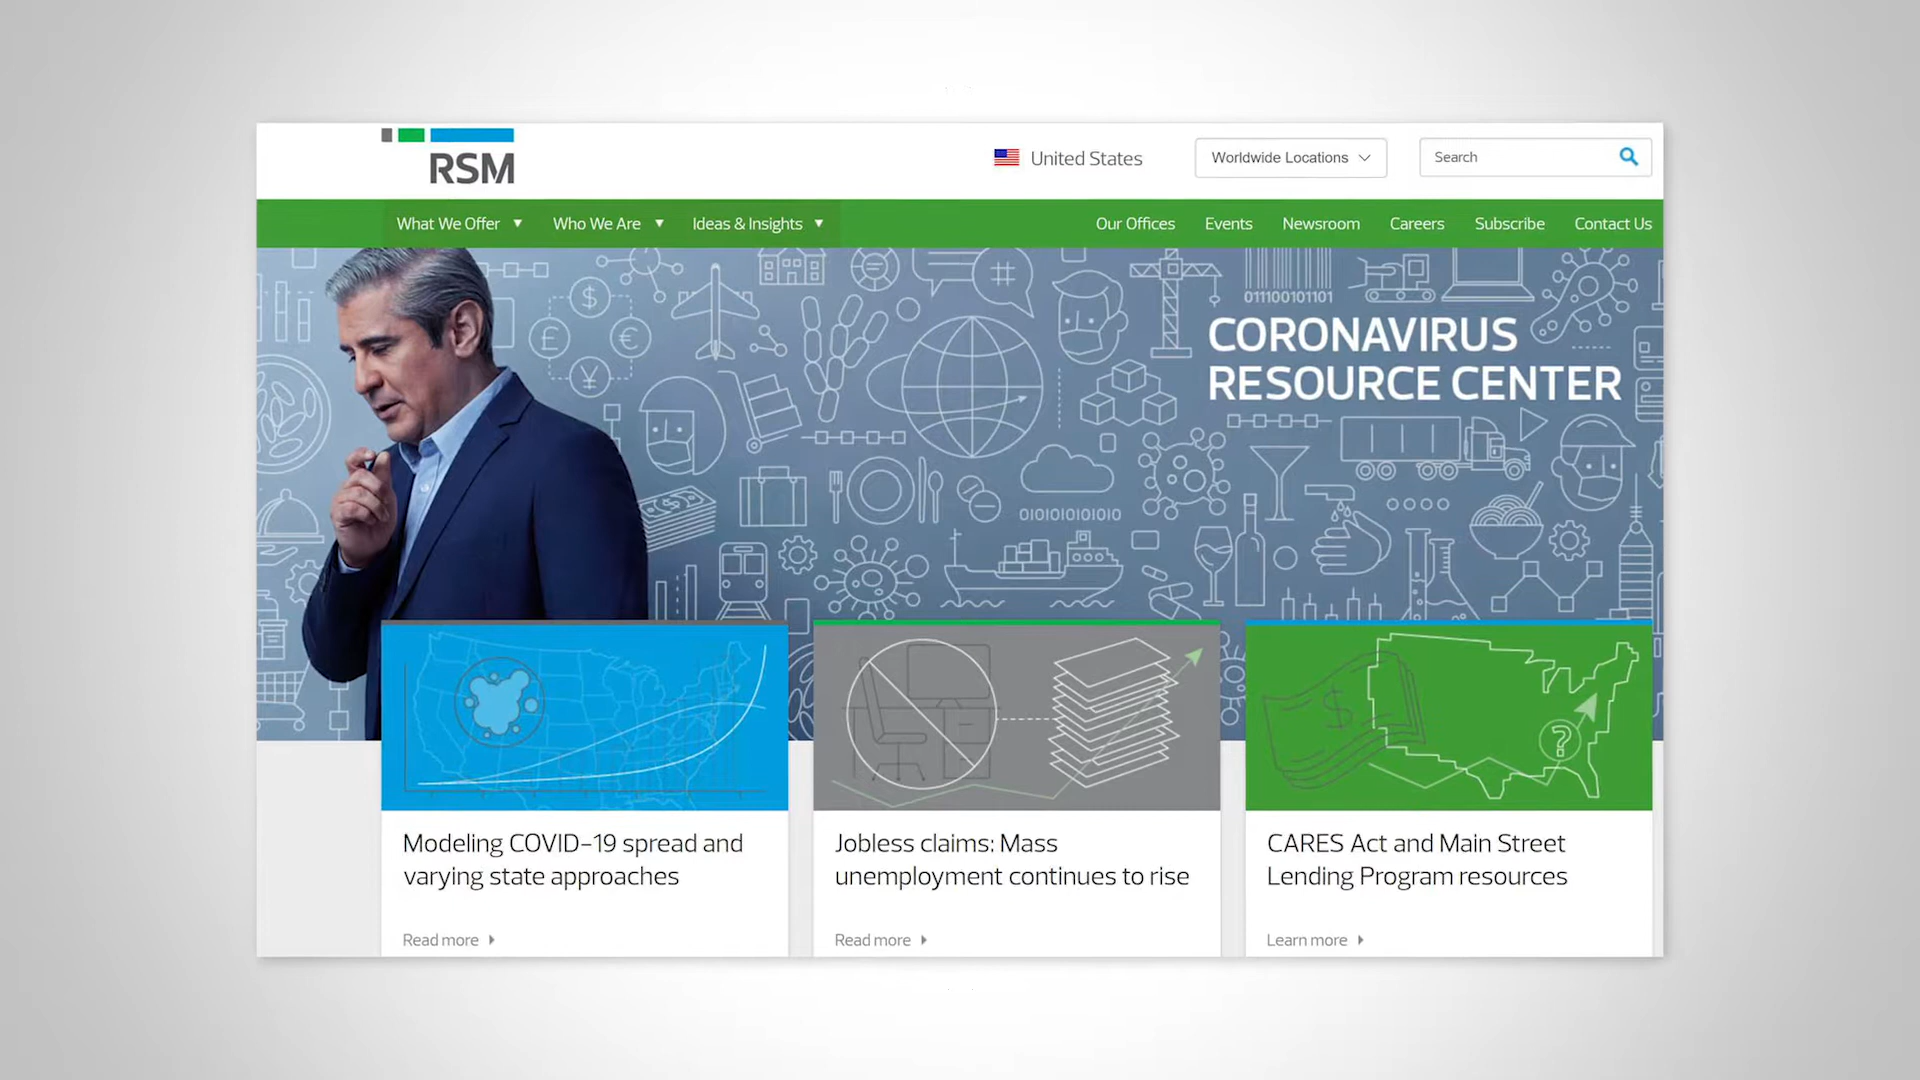 RSM
United States
Worldwide Locations
Search
What We Offer
Who We Are
Ideas & Insights
Our Offices
Events
Newsroom
Careers
Subscribe
Contact Us
$
£
€
¥
#
011100101101
CORONAVIRUS
RESOURCE CENTER
010101010101
$
?
Modeling COVID-19 spread and
varying state approaches
Read more
Jobless claims: Mass
unemployment continues to rise
Read more
CARES Act and Main Street
Lending Program resources
Learn more